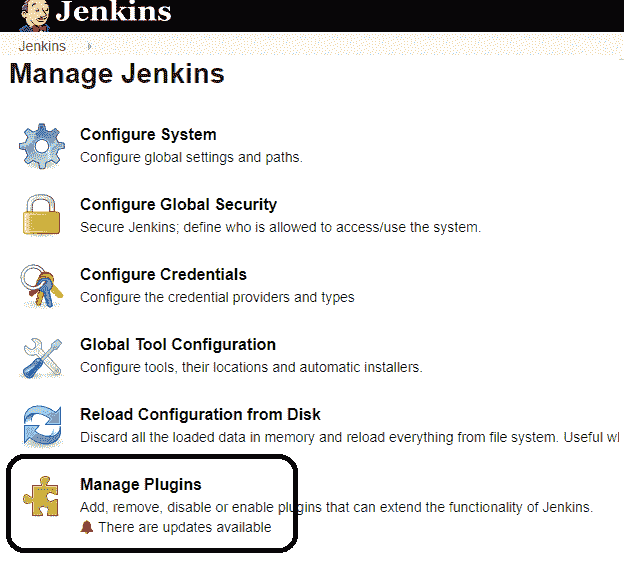 Jenkins
Jenkins
Manage Jenkins
Configure System
Configure global settings and paths.
Configure Global Security
Secure Jenkins; define who is allowed to access/use the system.
Configure Credentials
Configure the credential providers and types
Global Tool Configuration
Configure tools, their locations and automatic installers.
Reload Configuration from Disk
Discard all the loaded data in memory and reload everything from file system. Useful
Manage Plugins
Add, remove, disable or enable plugins that can extend the functionality of Jenkins.
There are updates available